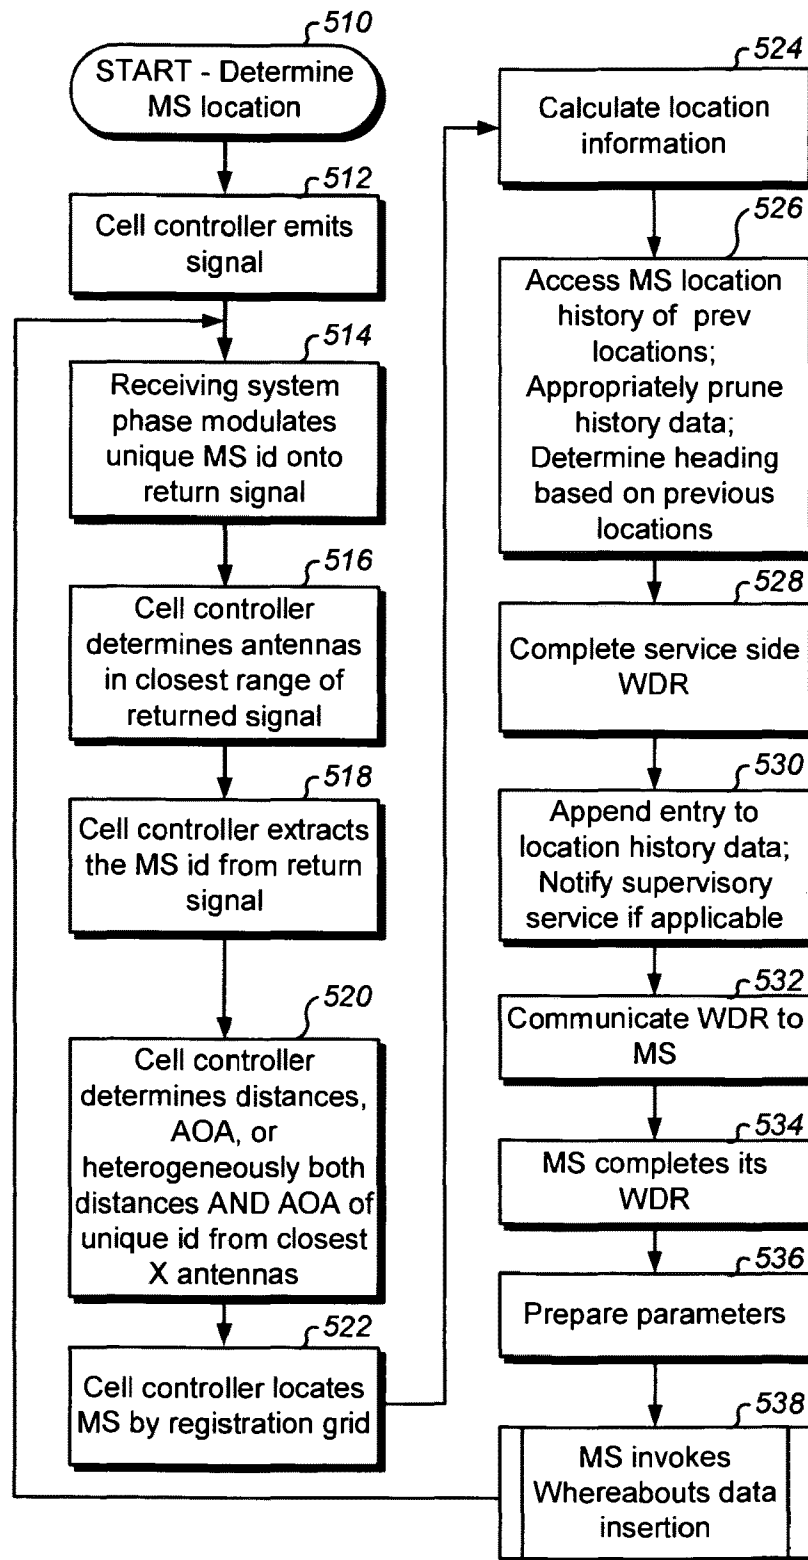 510
START - Determine
MS location
512
Cell controller emits
signal
514
Receiving system
phase modulates
unique MS id onto
return signal
516
Cell controller
determines antennas
in closest range of
returned signal
518
Cell controller extracts
the MS id from return
signal
520
Cell controller
determines distances,
AOA, or
heterogeneously both
distances AND AOA of
unique id from closest
X antennas
522
Cell controller locates
MS by registration grid
524
Calculate location
information
526
Access MS location
history of prev
locations;
Appropriately prune
history data;
Determine heading
based on previous
locations
528
Complete service side
WDR
530
Append entry to
location history data;
Notify supervisory
service if applicable
532
Communicate WDR to
MS
534
MS completes its
WDR
536
Prepare parameters
538
MS invokes
Whereabouts data
insertion